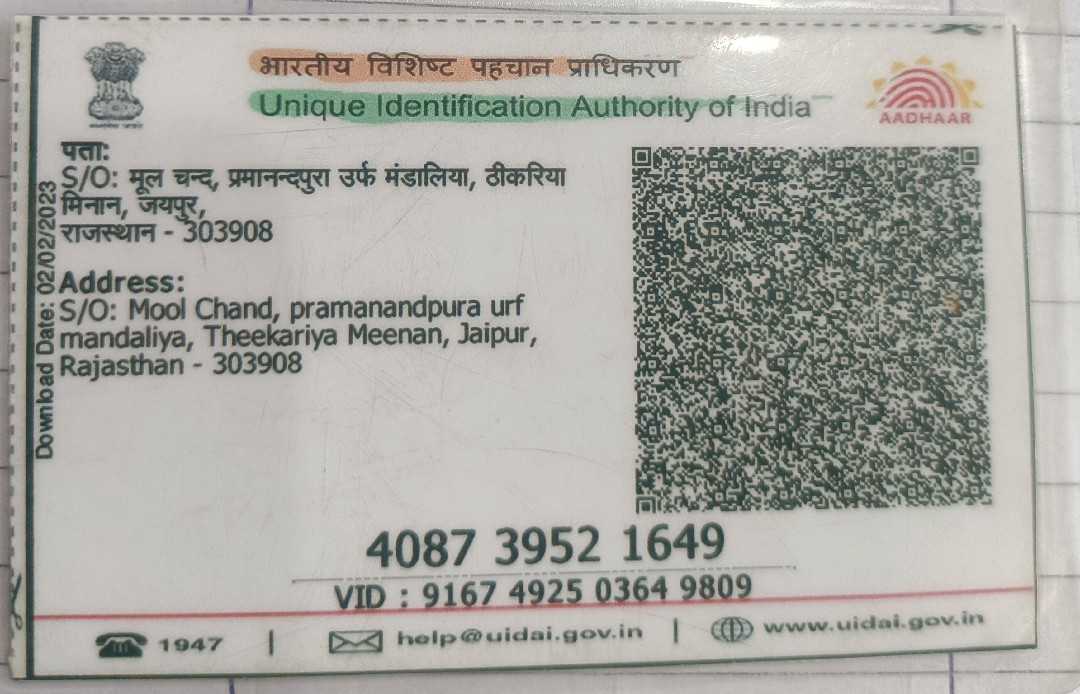 भारतीय विशिष्ट पहचान प्राधिकरण
Unique Identification Authority of India
AADHAAR
पता:
S/O: मूल चन्द, प्रमानन्दपुरा उर्फ मंडालिया, ठीकरिया
मिनान, जयपुर,
राजस्थान - 303908
Address:
S/O: Mool Chand, pramanandpura urf
mandaliya, Theekariya Meenan, Jaipur,
Rajasthan - 303908
Download Date: 02/02/2023
4087 3952 1649
VID : 9167 4925 0364 9809
1947 | help@uidai.gov.in | www.uidai.gov.in